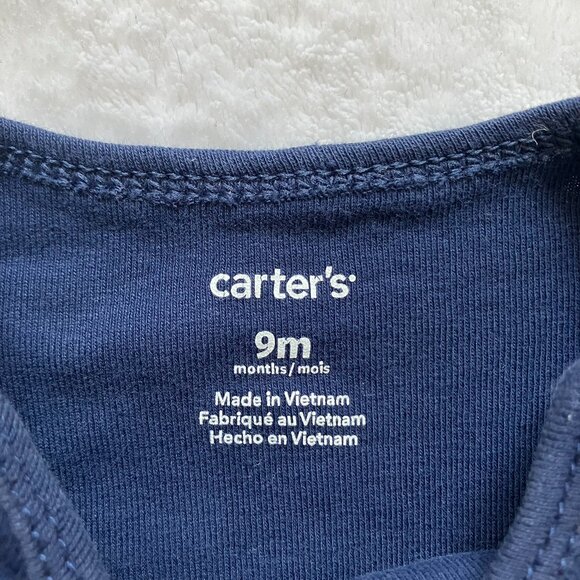 carter's
9m
months / mois
Made in Vietnam
Fabriqué au Vietnam
Hecho en Vietnam